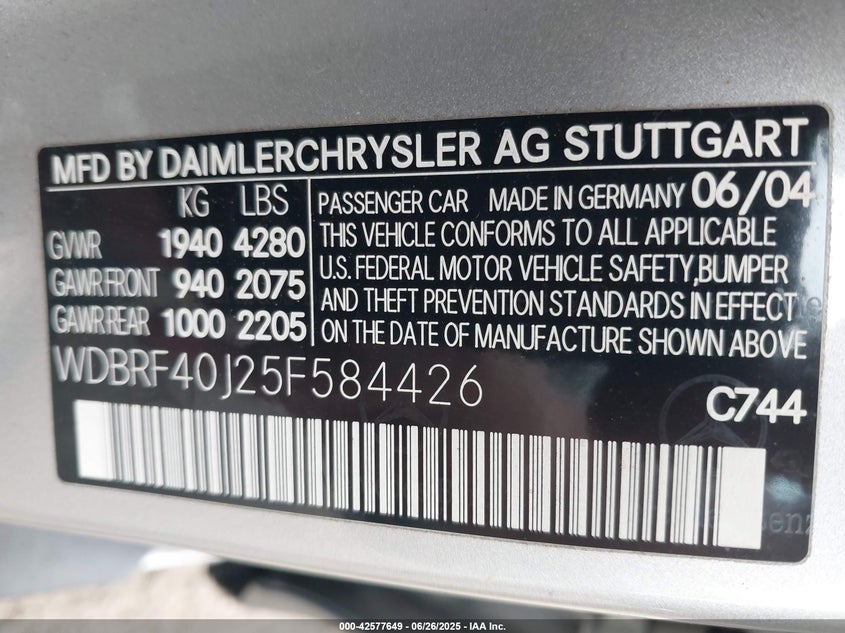 MFD BY DAIMLERCHRYSLER AG STUTTGART
KG LBS
GVWR 1940 4280
GAWR FRONT 940 2075
GAWR REAR 1000 2205
PASSENGER CAR MADE IN GERMANY 06/04
THIS VEHICLE CONFORMS TO ALL APPLICABLE
U.S. FEDERAL MOTOR VEHICLE SAFETY,BUMPER
AND THEFT PREVENTION STANDARDS IN EFFECT
ON THE DATE OF MANUFACTURE SHOWN ABOVE.
WDBRF40J25F584426
C744
000-42577649 - 06/26/2025 - IAA Inc.